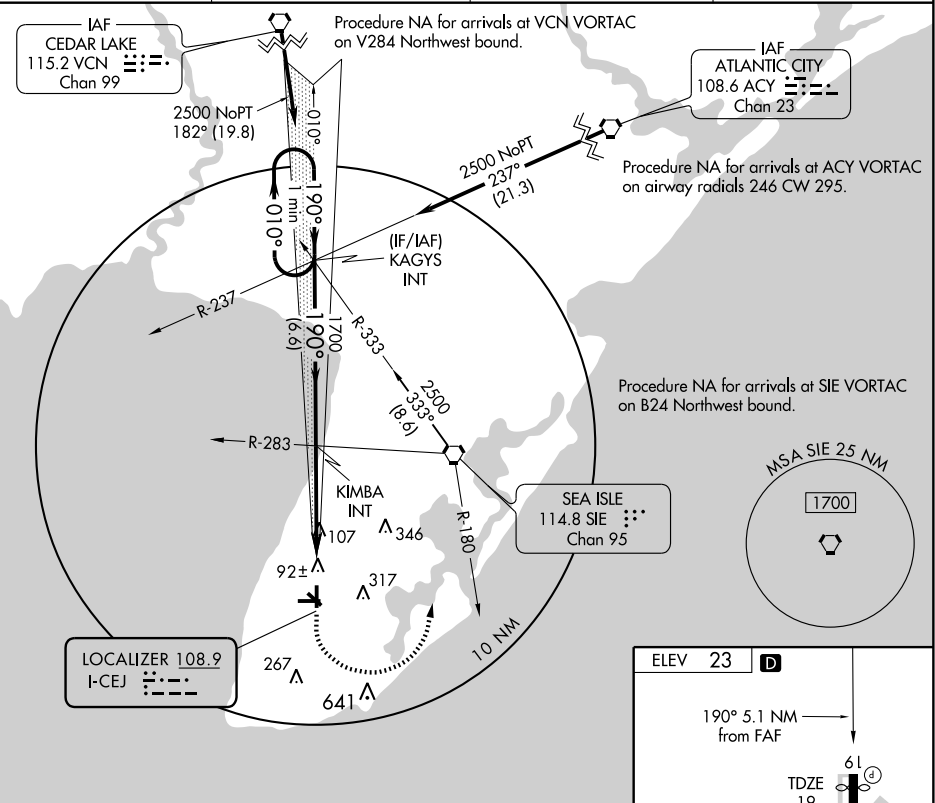 IAF
CEDAR LAKE
115.2 VCN
Chan 99
Procedure NA for arrivals at VCN VORTAC
on V284 Northwest bound.
IAF
ATLANTIC CITY
108.6 ACY
Chan 23
2500 NoPT
182° (19.8)
010°
2500 NoPT
237°
(21.3)
Procedure NA for arrivals at ACY VORTAC
on airway radials 246 CW 295.
190°
1 min
010°
(IF/IAF)
KAGYS
INT
R-237
190°
(6.6)
1700
R-333
2500
333°
(8.6)
Procedure NA for arrivals at SIE VORTAC
on B24 Northwest bound.
R-283
KIMBA
INT
MSA SIE 25 NM
1700
SEA ISLE
114.8 SIE
Chan 95
R-180
107
346
92±
317
10 NM
LOCALIZER 108.9
I-CEJ
267
641
ELEV 23
D
190° 5.1 NM
from FAF
19
P
TDZE
19